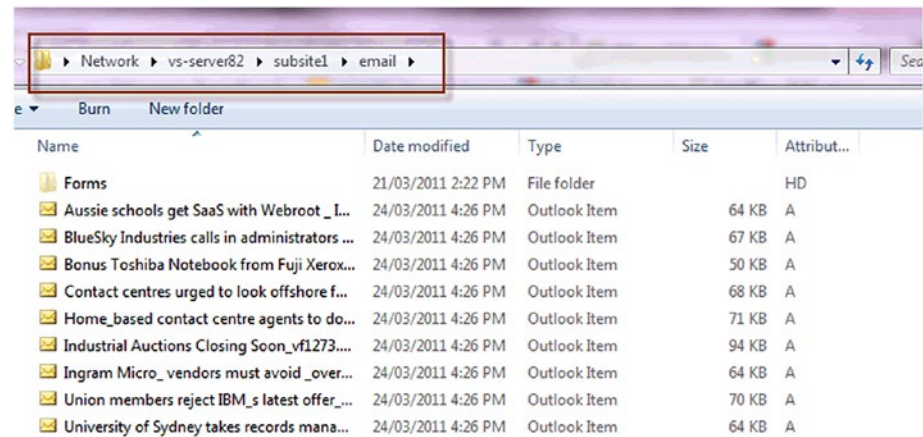 Network ▸ vs-server82 ▸ subsite1 ▸ email ▸ Sea
e Burn New folder
Name Date modified Type Size Attribut...
Forms 21/03/2011 2:22 PM File folder HD
Aussie schools get SaaS with Webroot _ I... 24/03/2011 4:26 PM Outlook Item 64 KB A
BlueSky Industries calls in administrators ... 24/03/2011 4:26 PM Outlook Item 67 KB A
Bonus Toshiba Notebook from Fuji Xerox... 24/03/2011 4:26 PM Outlook Item 50 KB A
Contact centres urged to look offshore f... 24/03/2011 4:26 PM Outlook Item 68 KB A
Home_based contact centre agents to do... 24/03/2011 4:26 PM Outlook Item 71 KB A
Industrial Auctions Closing Soon_vf1273.... 24/03/2011 4:26 PM Outlook Item 94 KB A
Ingram Micro_ vendors must avoid _over... 24/03/2011 4:26 PM Outlook Item 64 KB A
Union members reject IBM_s latest offer_... 24/03/2011 4:26 PM Outlook Item 70 KB A
University of Sydney takes records mana... 24/03/2011 4:26 PM Outlook Item 64 KB A